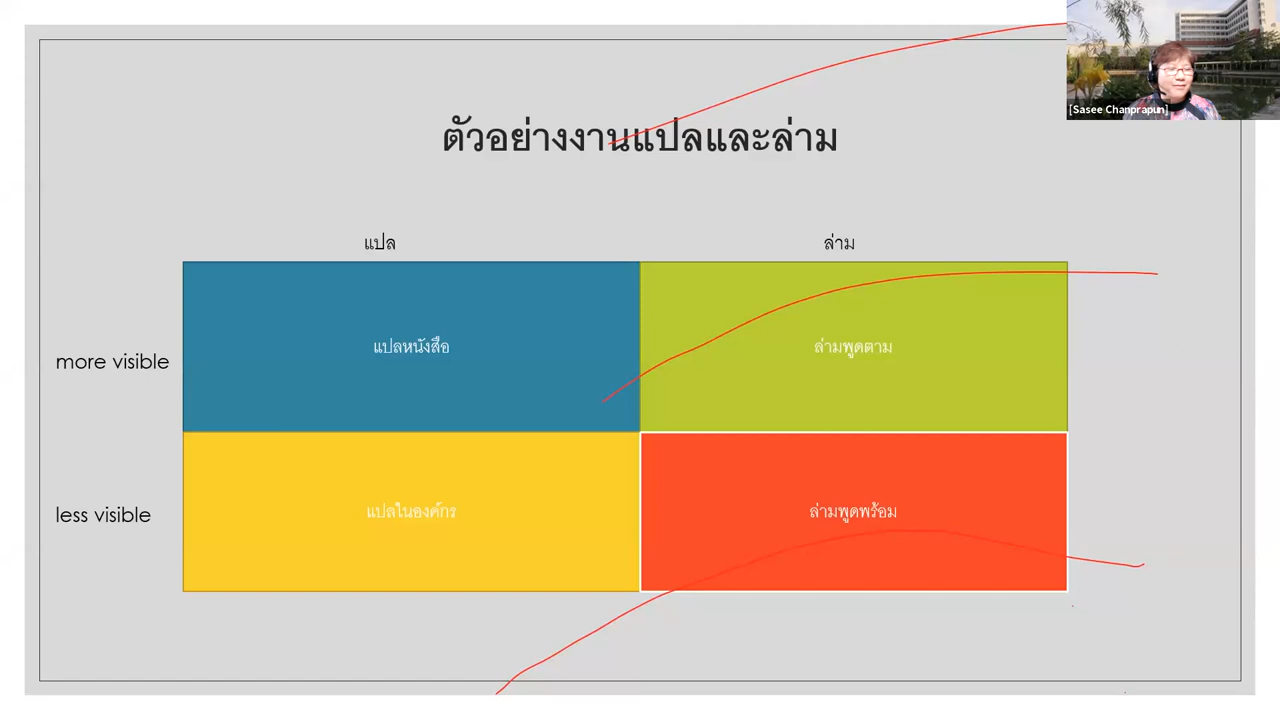 [Sasee Chanprapun]
ตัวอย่างงานแปลและล่าม
แปล ล่าม
more visible แปลหนังสือ ล่ามพูดตาม
less visible แปลในองค์กร ล่ามพูดพร้อม